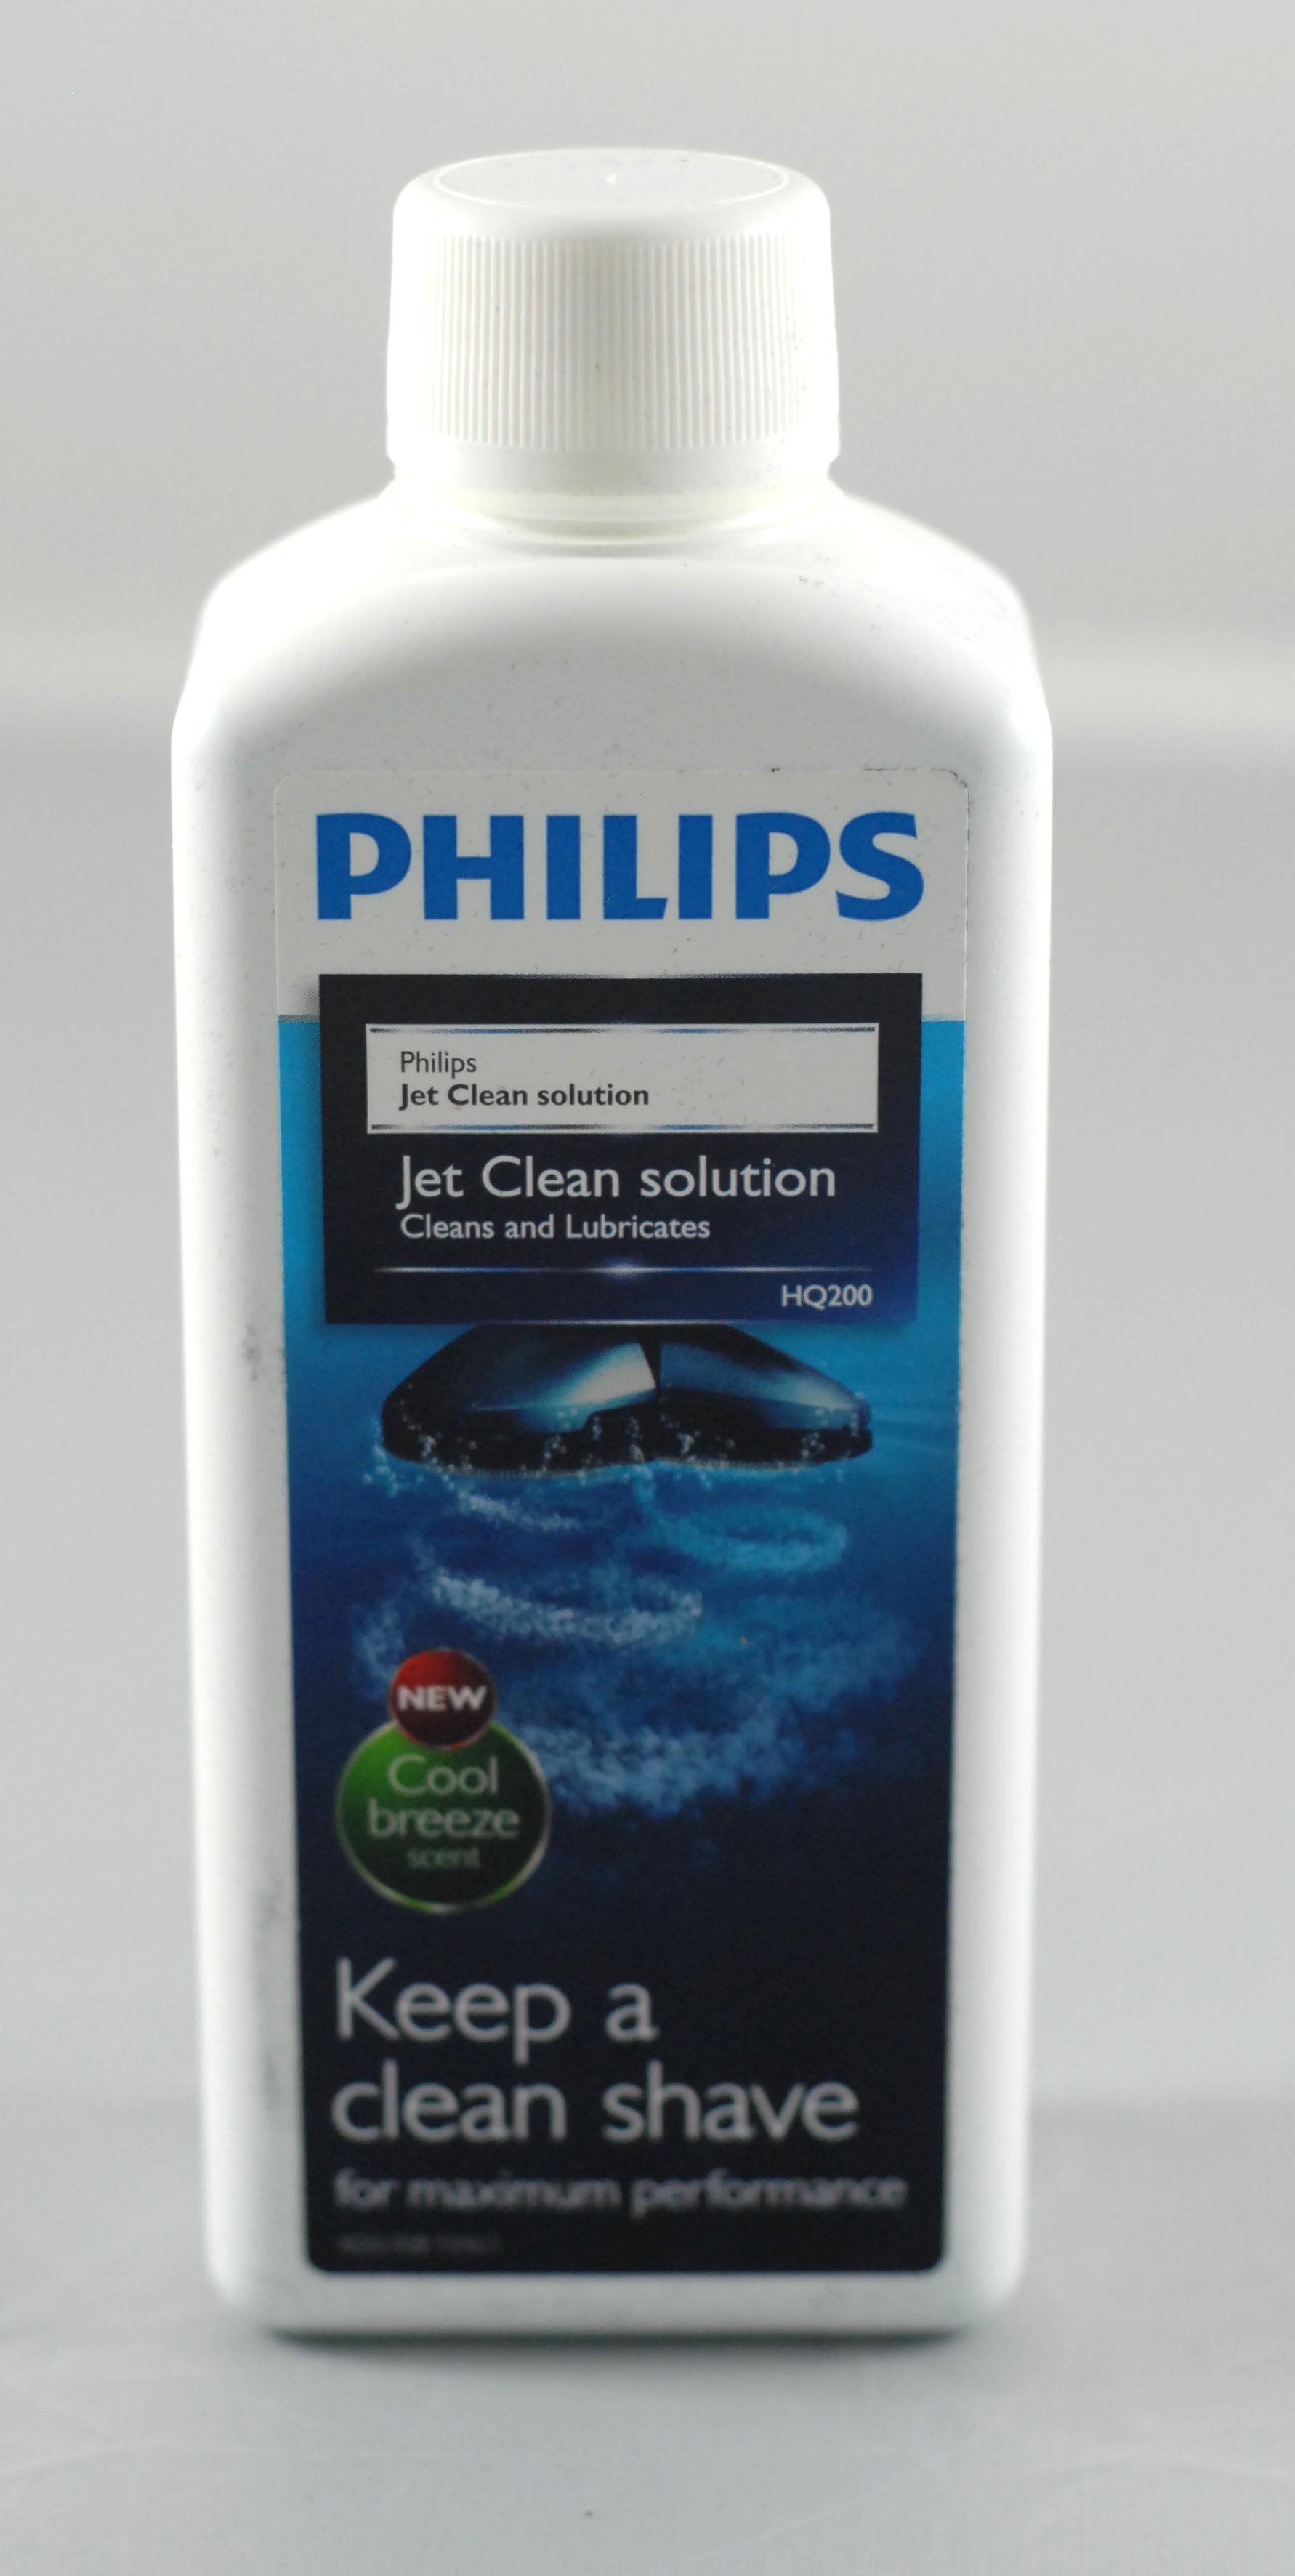 PHILIPS
Philips
Jet Clean solution
Jet Clean solution
Cleans and Lubricates
HQ200
NEW
Cool
breeze
scent
Keep a
clean shave
for maximum performance